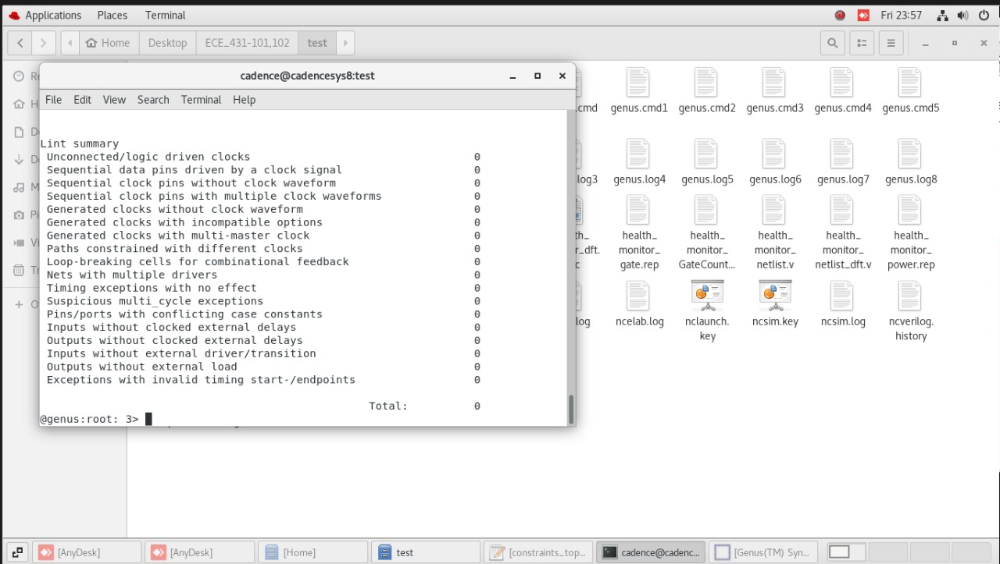 Applications Places Terminal Fri 23:57
Home Desktop ECE_431-101,102 test
cadence@cadencesys8:test
File Edit View Search Terminal Help
Lint summary
Unconnected/logic driven clocks 0
Sequential data pins driven by a clock signal 0
Sequential clock pins without clock waveform 0
Sequential clock pins with multiple clock waveforms 0
Generated clocks without clock waveform 0
Generated clocks with incompatible options 0
Generated clocks with multi-master clock 0
Paths constrained with different clocks 0
Loop-breaking cells for combinational feedback 0
Nets with multiple drivers 0
Timing exceptions with no effect 0
Suspicious multi_cycle exceptions 0
Pins/ports with conflicting case constants 0
Inputs without clocked external delays 0
Outputs without clocked external delays 0
Inputs without external driver/transition 0
Outputs without external load 0
Exceptions with invalid timing start-/endpoints 0
Total: 0
@genus:root: 3>
.cmd genus.cmd1 genus.cmd2 genus.cmd3 genus.cmd4 genus.cmd5
log3 genus.log4 genus.log5 genus.log6 genus.log7 genus.log8
health_ health_ health_ health_ health_
r_dft. monitor_ monitor_ monitor_ monitor_ monitor_
gate.rep GateCount... netlist.v netlist_dft.v power.rep
log ncelab.log nclaunch. ncsim.key ncsim.log ncverilog.
key history
[AnyDesk] [AnyDesk] [Home] test [constraints_top... cadence@cadenc... [Genus(TM) Syn...